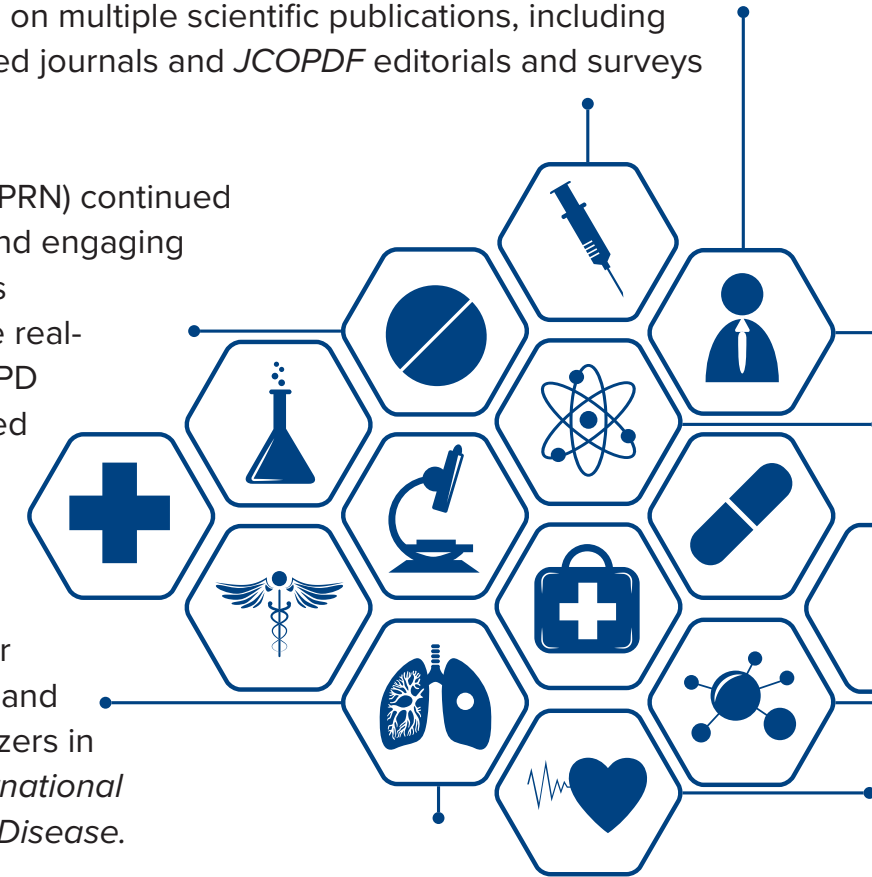 on multiple scientific publications, including
ed journals and JCOPDF editorials and surveys
PRN) continued
nd engaging
s
e real-
PD
ed
r
and
zers in
rnational
Disease.